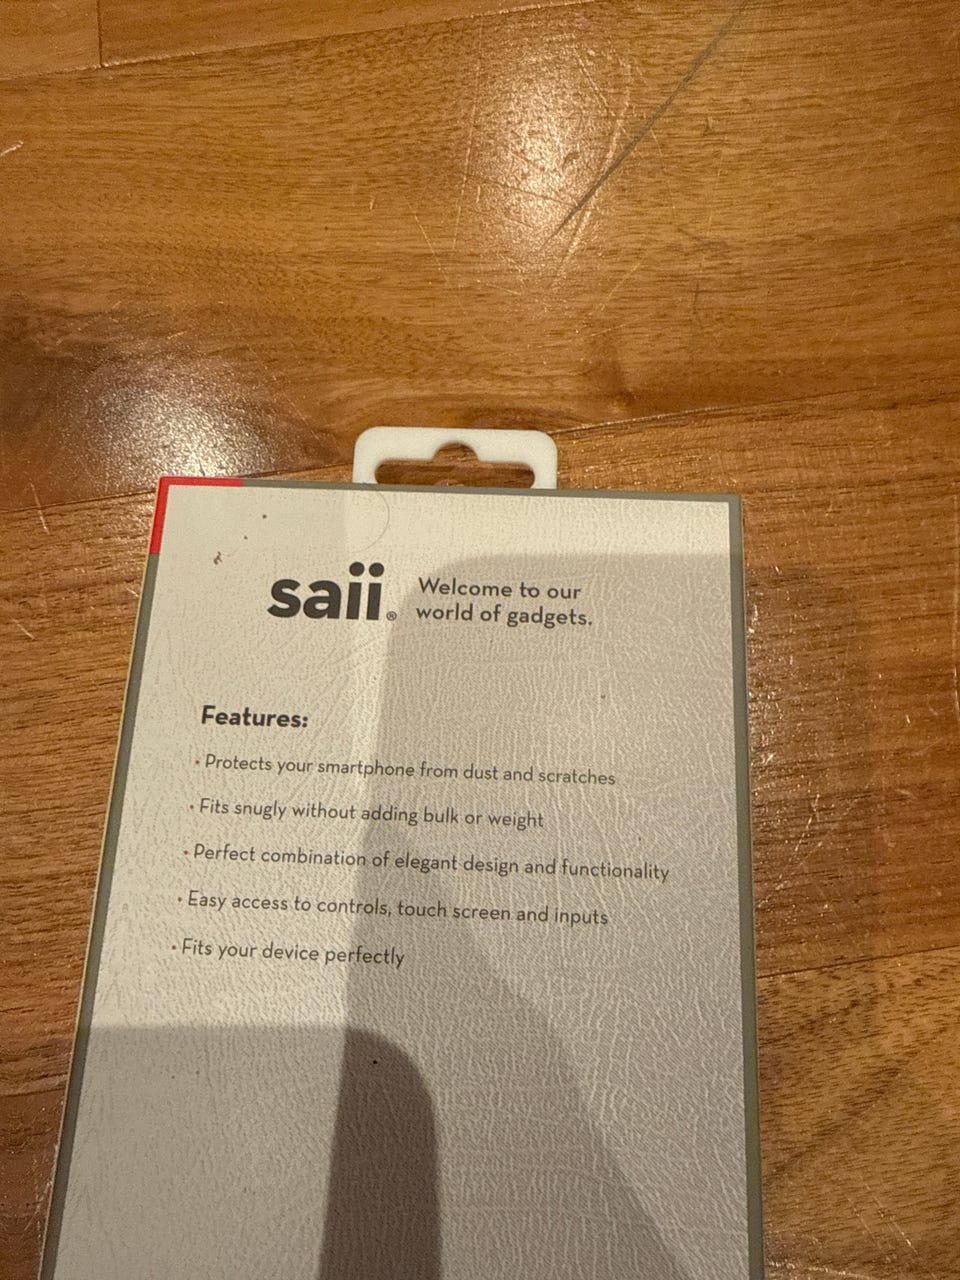 saii®
Welcome to our
world of gadgets.
Features:
• Protects your smartphone from dust and scratches
• Fits snugly without adding bulk or weight
• Perfect combination of elegant design and functionality
• Easy access to controls, touch screen and inputs
• Fits your device perfectly